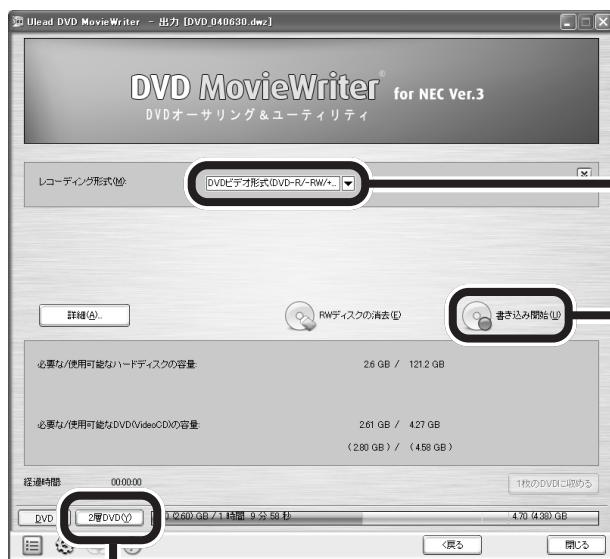 Ulead DVD MovieWriter - 出力 [DVD_040630.dwz]
DVD MovieWriter® for NEC Ver.3
DVDオーサリング＆ユーティリティ
レコーディング形式(M):
DVDビデオ形式(DVD-R/-RW/+...
詳細(A)...
RWディスクの消去(E)
書き込み開始(U)
必要な/使用可能なハードディスクの容量:
2.6 GB / 121.2 GB
必要な/使用可能なDVD(VideoCD)の容量:
2.61 GB / 4.27 GB
(2.80 GB) / (4.58 GB)
経過時間: 00:00:00
1枚のDVDに収める
DVD
2層DVD(Y)
(2.60) GB / 1 時間 9 分 58 秒
4.70 (4.38) GB
<戻る
閉じる